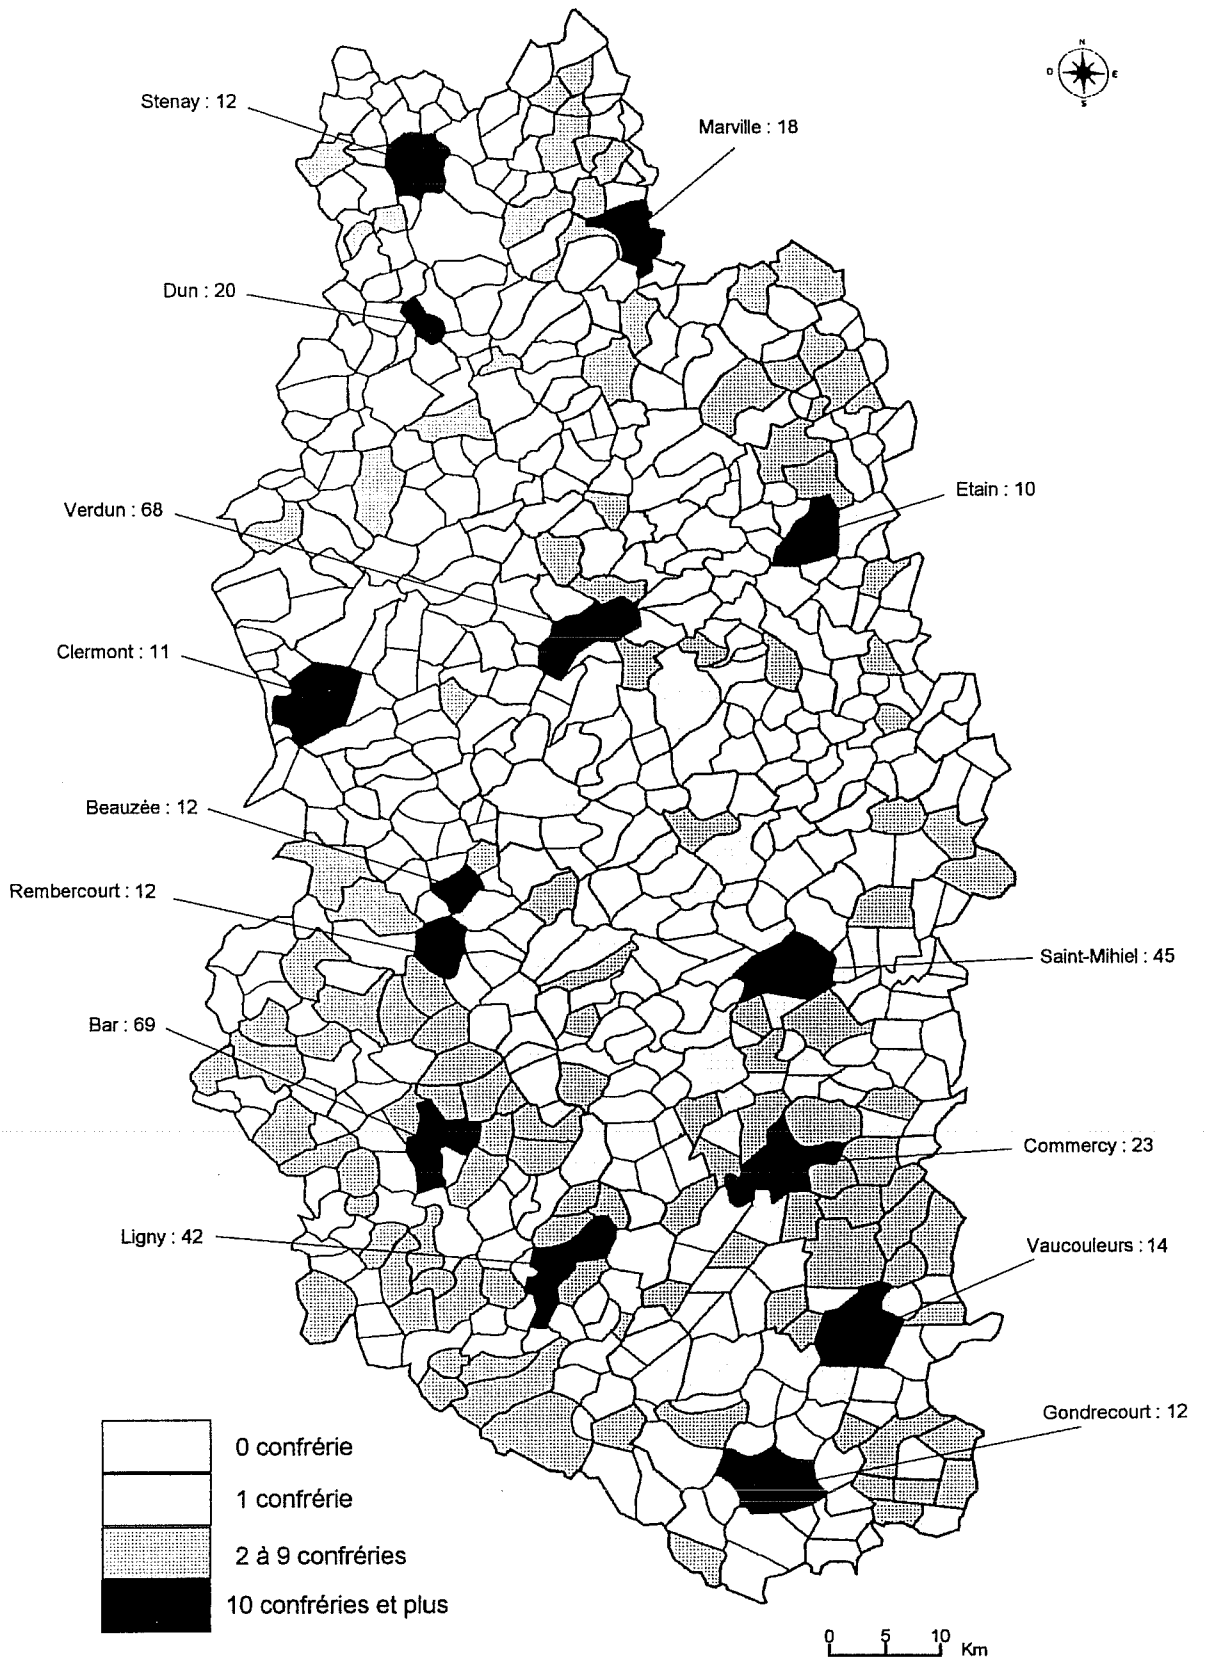 N
O
E
S
Stenay : 12
Marville : 18
Dun : 20
Etain : 10
Verdun : 68
Clermont : 11
Beauzée : 12
Rembercourt : 12
Saint-Mihiel : 45
Bar : 69
Commercy : 23
Ligny : 42
Vaucouleurs : 14
Gondrecourt : 12
0 confrérie
1 confrérie
2 à 9 confréries
10 confréries et plus
0 5 10 Km